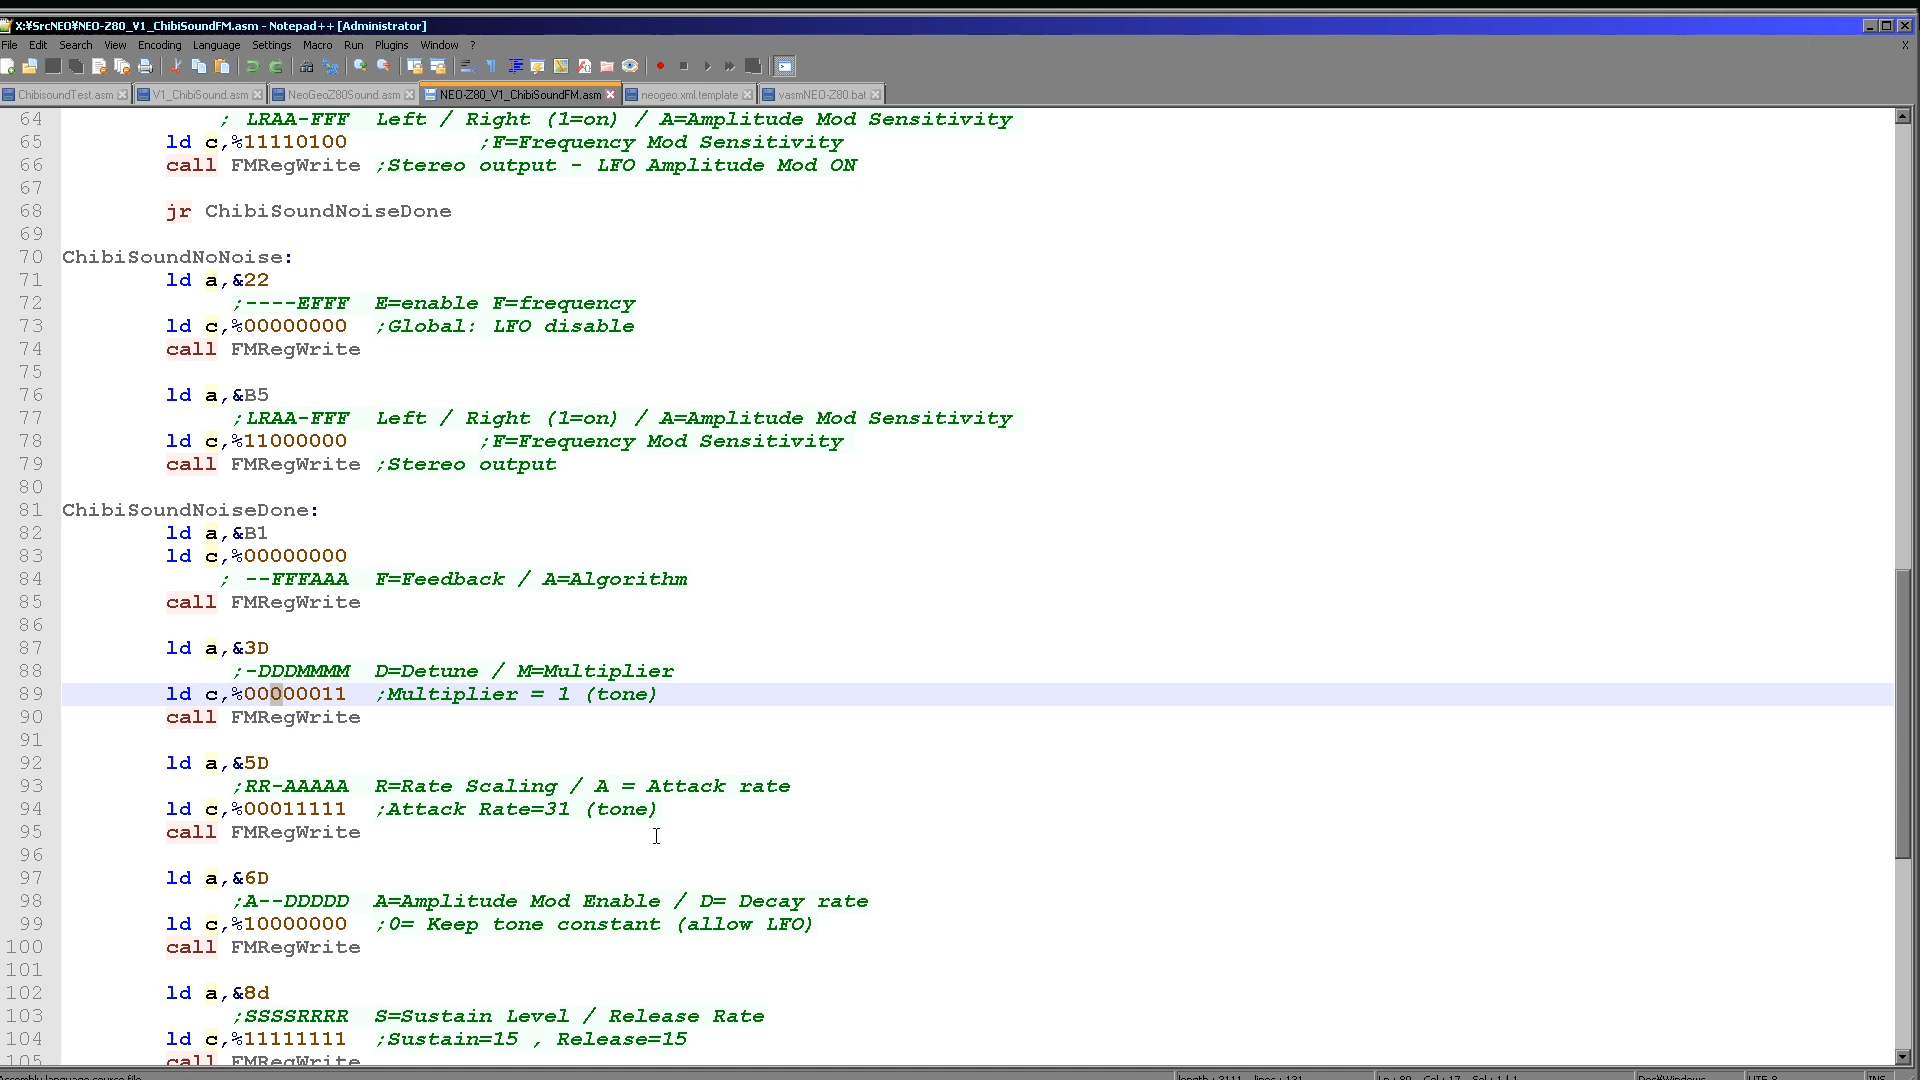 X:¥SrcNEO¥NEO-Z80_V1_ChibiSoundFM.asm - Notepad++ [Administrator]
File Edit Search View Encoding Language Settings Macro Run Plugins Window ? X
ChibisoundTest.asm V1_ChibiSound.asm NeoGeoZ80Sound.asm NEO-Z80_V1_ChibiSoundFM.asm neogeo.xml.template vasmNEO-Z80.bat
64 ; LRAA-FFF Left / Right (1=on) / A=Amplitude Mod Sensitivity
65 ld c,%11110100 ;F=Frequency Mod Sensitivity
66 call FMRegWrite ;Stereo output - LFO Amplitude Mod ON
67
68 jr ChibiSoundNoiseDone
69
70 ChibiSoundNoNoise:
71 ld a,&22
72 ;----EFFF E=enable F=frequency
73 ld c,%00000000 ;Global: LFO disable
74 call FMRegWrite
75
76 ld a,&B5
77 ;LRAA-FFF Left / Right (1=on) / A=Amplitude Mod Sensitivity
78 ld c,%11000000 ;F=Frequency Mod Sensitivity
79 call FMRegWrite ;Stereo output
80
81 ChibiSoundNoiseDone:
82 ld a,&B1
83 ld c,%00000000
84 ; --FFFAAA F=Feedback / A=Algorithm
85 call FMRegWrite
86
87 ld a,&3D
88 ;-DDDMMMM D=Detune / M=Multiplier
89 ld c,%00000011 ;Multiplier = 1 (tone)
90 call FMRegWrite
91
92 ld a,&5D
93 ;RR-AAAAA R=Rate Scaling / A = Attack rate
94 ld c,%00011111 ;Attack Rate=31 (tone)
95 call FMRegWrite
96
97 ld a,&6D
98 ;A--DDDDD A=Amplitude Mod Enable / D= Decay rate
99 ld c,%10000000 ;0= Keep tone constant (allow LFO)
100 call FMRegWrite
101
102 ld a,&8d
103 ;SSSSRRRR S=Sustain Level / Release Rate
104 ld c,%11111111 ;Sustain=15 , Release=15
105 call FMRegWrite